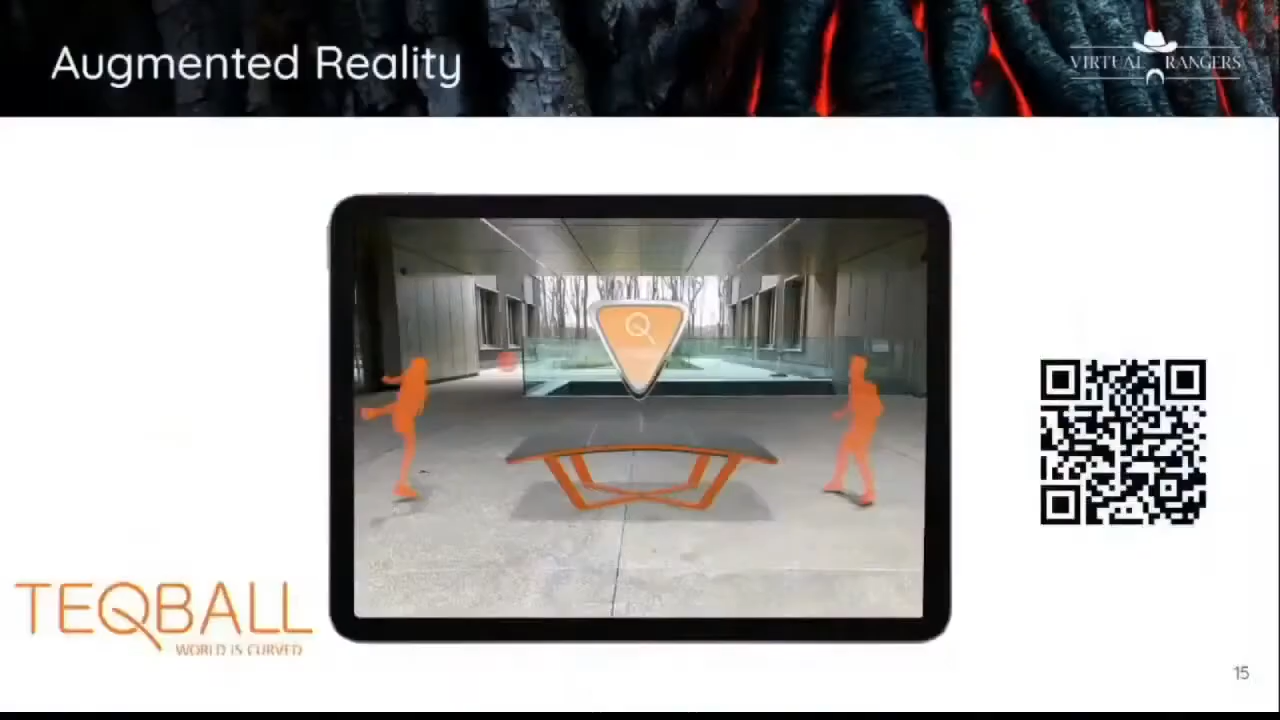 Augmented Reality
VIRTUAL RANGERS
Q
TEQBALL
WORLD IS CURVED
15